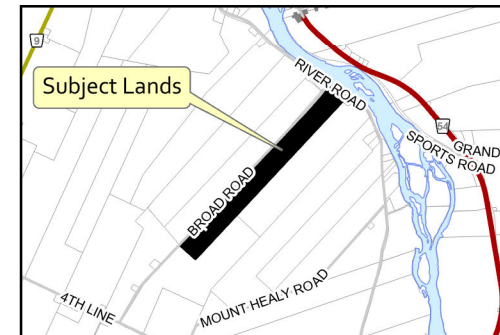 9
Subject Lands
RIVER ROAD
54
GRAND
SPORTS ROAD
BROAD ROAD
MOUNT HEALY ROAD
4TH LINE